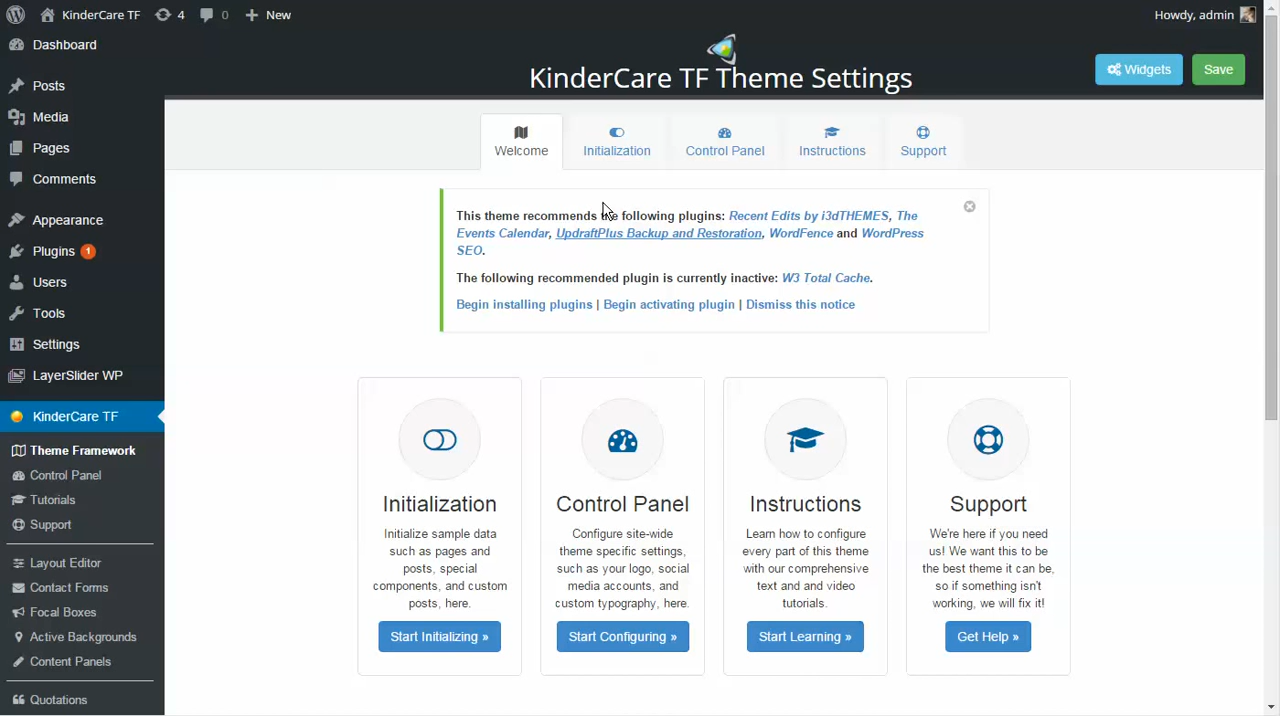 KinderCare TF 4 0 New Howdy, admin
Dashboard
Posts
Media
Pages
Comments
Appearance
Plugins 1
Users
Tools
Settings
LayerSlider WP
KinderCare TF
Theme Framework
Control Panel
Tutorials
Support
Layout Editor
Contact Forms
Focal Boxes
Active Backgrounds
Content Panels
Quotations
KinderCare TF Theme Settings
Widgets Save
Welcome Initialization Control Panel Instructions Support
This theme recommends the following plugins: Recent Edits by i3dTHEMES, The
Events Calendar, UpdraftPlus Backup and Restoration, WordFence and WordPress
SEO.
The following recommended plugin is currently inactive: W3 Total Cache.
Begin installing plugins | Begin activating plugin | Dismiss this notice
Initialization
Initialize sample data
such as pages and
posts, special
components, and custom
posts, here.
Start Initializing »
Control Panel
Configure site-wide
theme specific settings,
such as your logo, social
media accounts, and
custom typography, here.
Start Configuring »
Instructions
Learn how to configure
every part of this theme
with our comprehensive
text and and video
tutorials.
Start Learning »
Support
We're here if you need
us! We want this to be
the best theme it can be,
so if something isn't
working, we will fix it!
Get Help »